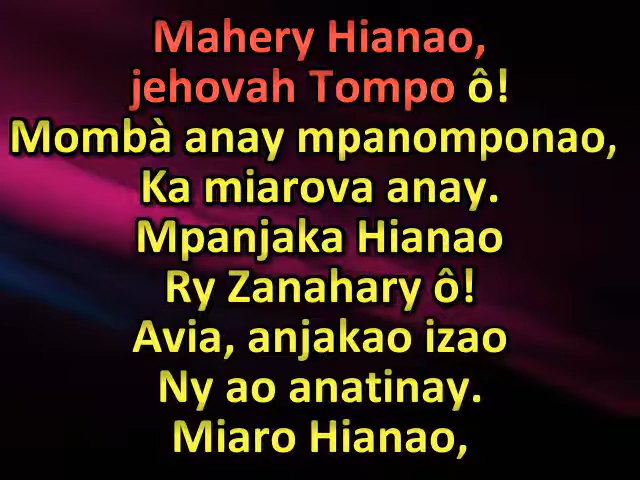 Mahery Hianao,
jehovah Tompo ô!
Mombà anay mpanomponao,
Ka miarova anay.
Mpanjaka Hianao
Ry Zanahary ô!
Avia, anjakao izao
Ny ao anatinay.
Miaro Hianao,